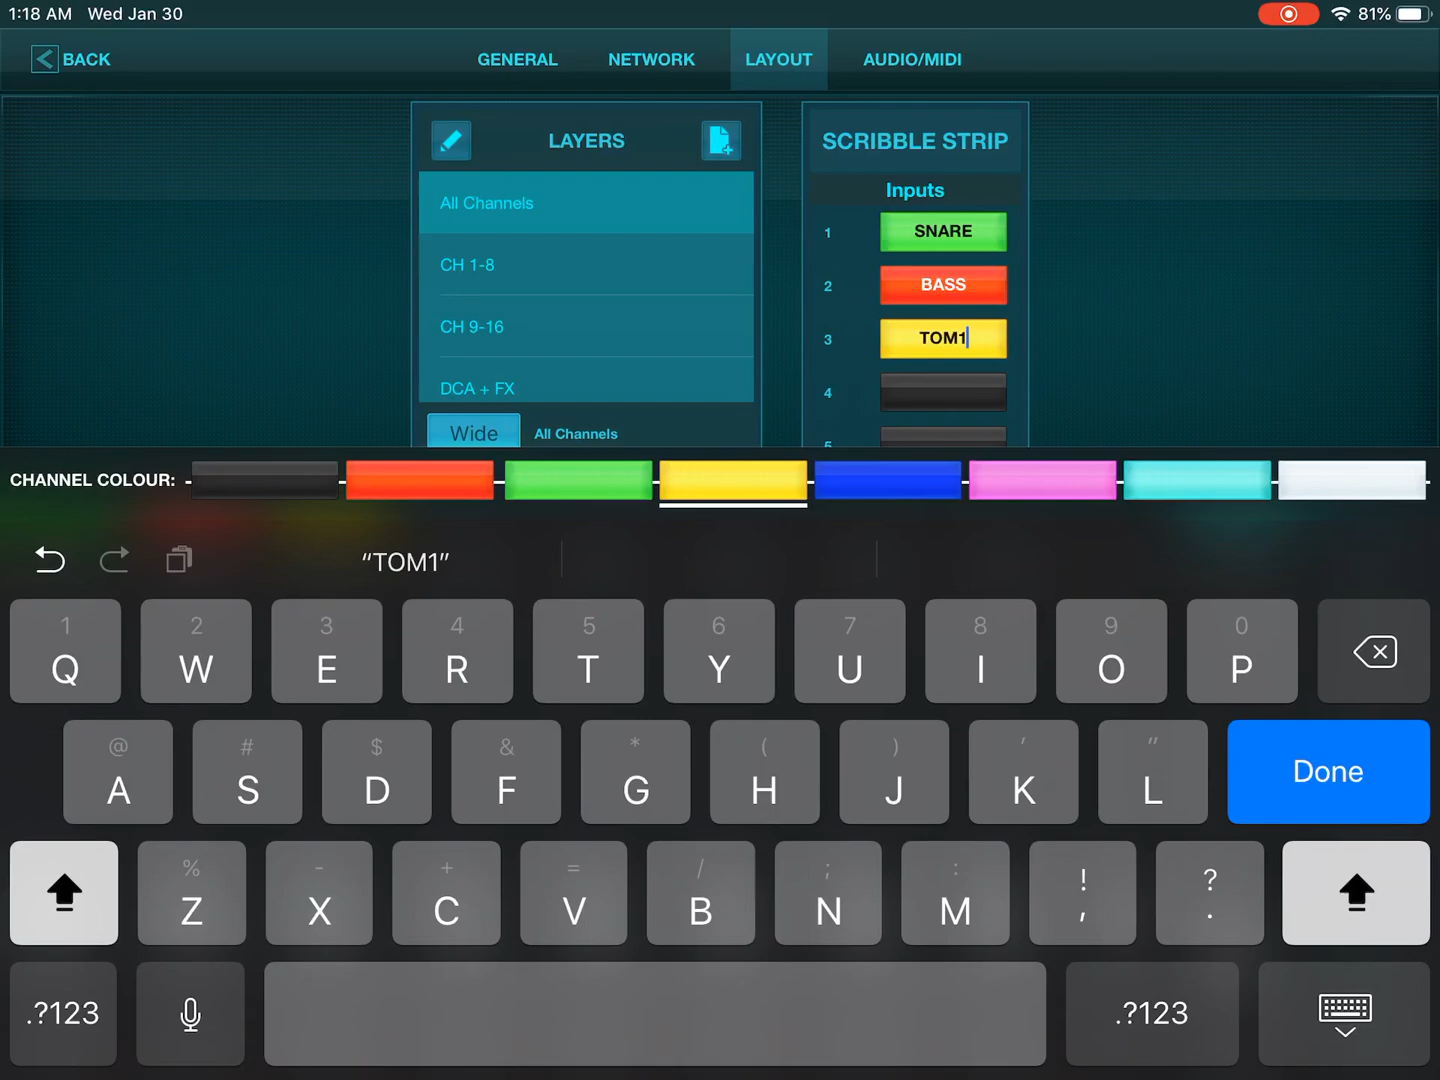 1:18 AM Wed Jan 30 81%
BACK GENERAL NETWORK LAYOUT AUDIO/MIDI
LAYERS
All Channels
CH 1-8
CH 9-16
DCA + FX
Wide All Channels
SCRIBBLE STRIP
Inputs
1 SNARE
2 BASS
3 TOM1
4
5
CHANNEL COLOUR:
“TOM1”
1 2 3 4 5 6 7 8 9 0
Q W E R T Y U I O P
@ # $ & * ( ) ' "
A S D F G H J K L Done
% - + = / ; : ! ?
Z X C V B N M , .
.?123 .?123